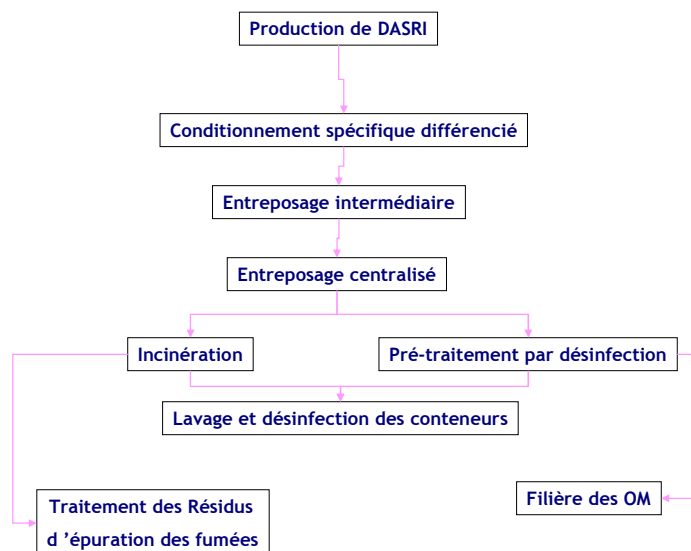 Production de DASRI
Conditionnement spécifique différencié
Entreposage intermédiaire
Entreposage centralisé
Incinération
Pré-traitement par désinfection
Lavage et désinfection des conteneurs
Traitement des Résidus
d ’épuration des fumées
Filière des OM